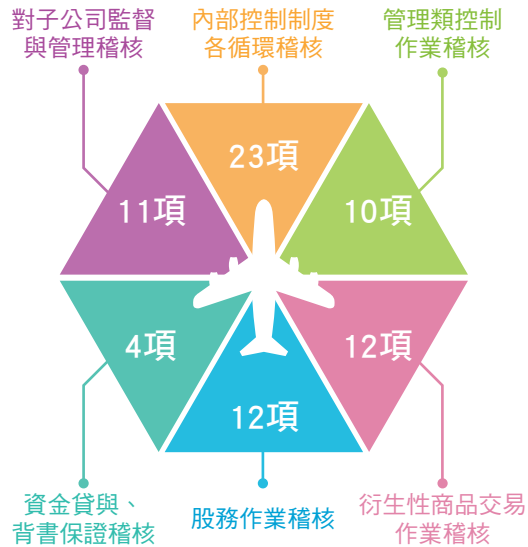 對子公司監督
與管理稽核
內部控制制度
各循環稽核
管理類控制
作業稽核
23項
11項
10項
4項
12項
12項
資金貸與、
背書保證稽核
股務作業稽核
衍生性商品交易
作業稽核